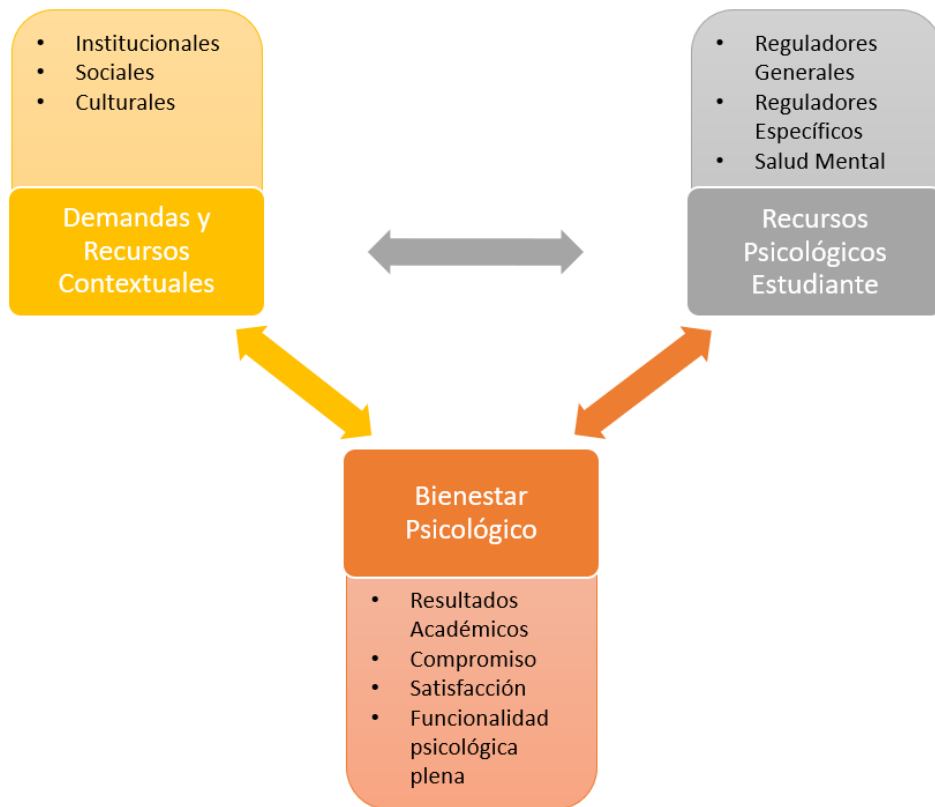 • Institucionales
• Sociales
• Culturales
Demandas y
Recursos
Contextuales
• Reguladores
Generales
• Reguladores
Específicos
• Salud Mental
Recursos
Psicológicos
Estudiante
Bienestar
Psicológico
• Resultados
Académicos
• Compromiso
• Satisfacción
• Funcionalidad
psicológica
plena